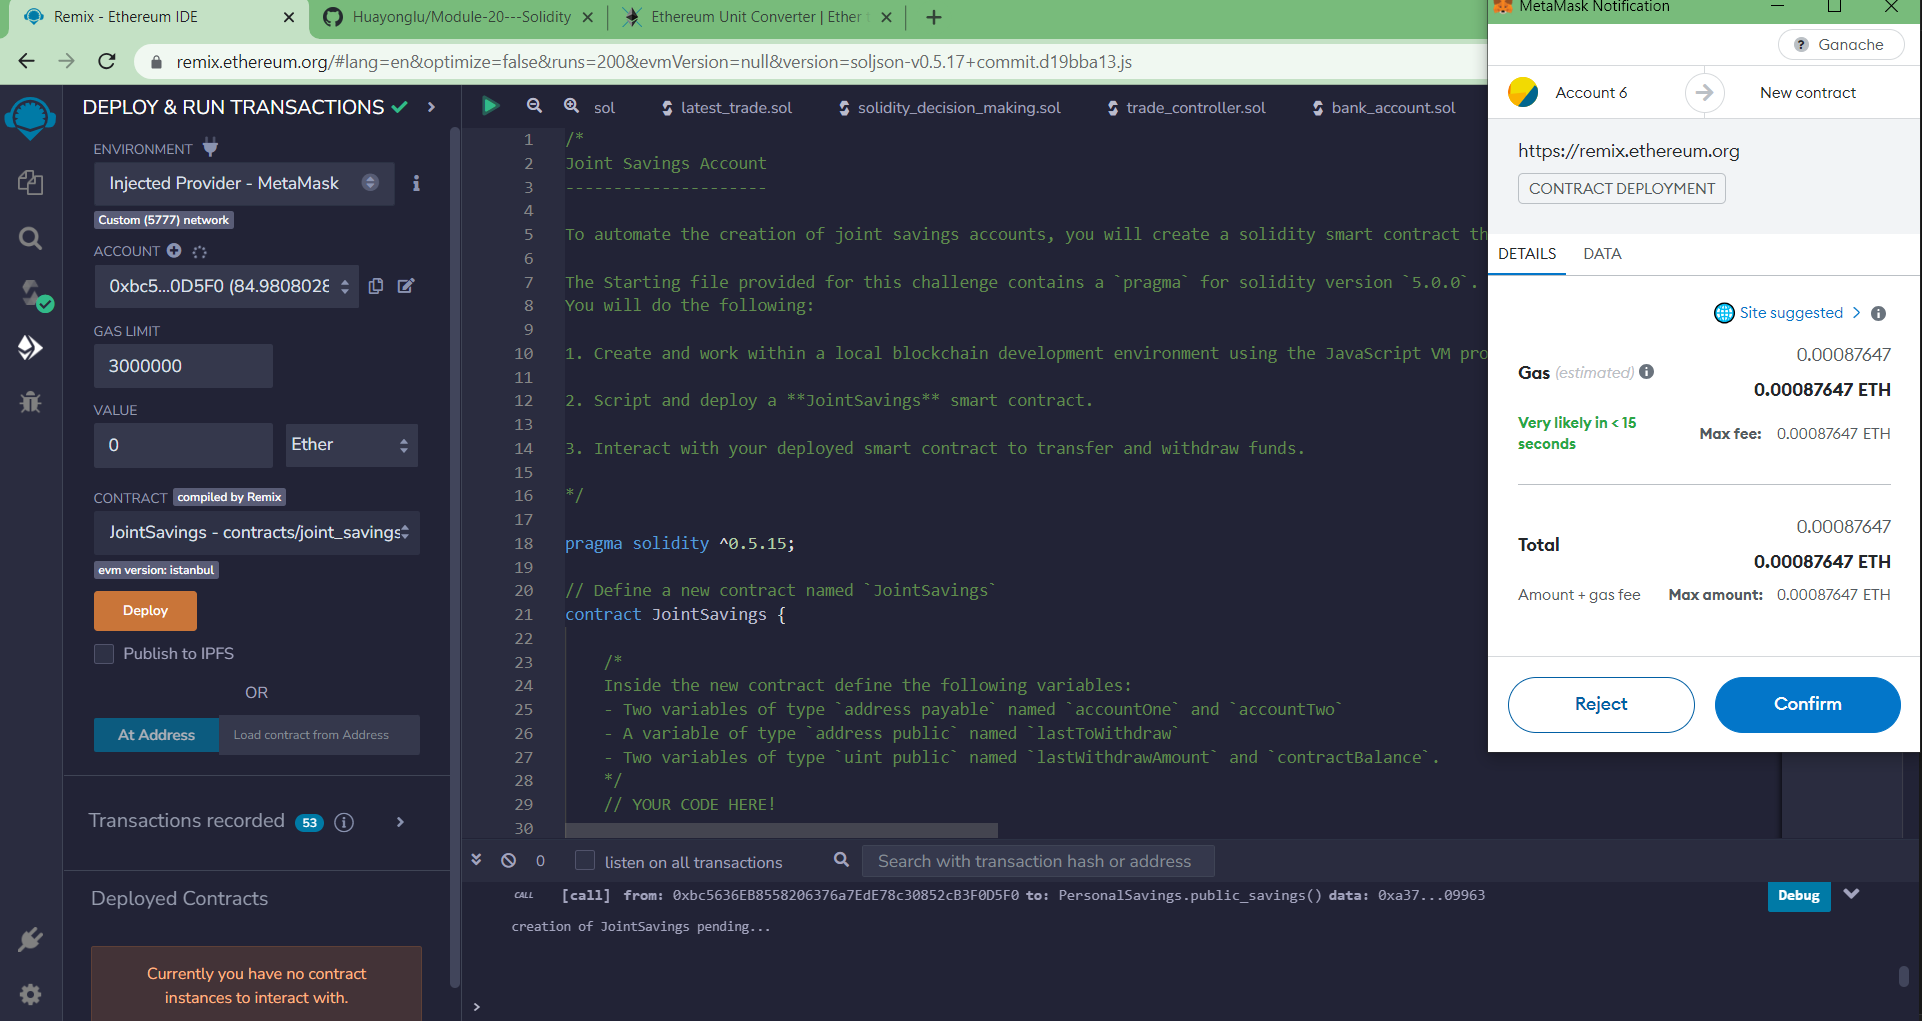 Remix - Ethereum IDE
Huayonglu/Module-20---Solidity
Ethereum Unit Converter | Ether
MetaMask Notification
remix.ethereum.org/#lang=en&optimize=false&runs=200&evmVersion=null&version=soljson-v0.5.17+commit.d19bba13.js
DEPLOY & RUN TRANSACTIONS
ENVIRONMENT
Injected Provider - MetaMask
Custom (5777) network
ACCOUNT
0xbc5...0D5F0 (84.9808028
GAS LIMIT
3000000
VALUE
0
Ether
CONTRACT compiled by Remix
JointSavings - contracts/joint_savings
evm version: istanbul
Deploy
Publish to IPFS
OR
At Address
Load contract from Address
Transactions recorded 53
Deployed Contracts
Currently you have no contract
instances to interact with.
sol
latest_trade.sol
solidity_decision_making.sol
trade_controller.sol
bank_account.sol
1 /*
2 Joint Savings Account
3 ---------------------
4
5 To automate the creation of joint savings accounts, you will create a solidity smart contract th
6
7 The Starting file provided for this challenge contains a `pragma` for solidity version `5.0.0`.
8 You will do the following:
9
10 1. Create and work within a local blockchain development environment using the JavaScript VM pro
11
12 2. Script and deploy a **JointSavings** smart contract.
13
14 3. Interact with your deployed smart contract to transfer and withdraw funds.
15
16 */
17
18 pragma solidity ^0.5.15;
19
20 // Define a new contract named `JointSavings`
21 contract JointSavings {
22
23 /*
24 Inside the new contract define the following variables:
25 - Two variables of type `address payable` named `accountOne` and `accountTwo`
26 - A variable of type `address public` named `lastToWithdraw`
27 - Two variables of type `uint public` named `lastWithdrawAmount` and `contractBalance`.
28 */
29 // YOUR CODE HERE!
30
0
listen on all transactions
Search with transaction hash or address
CALL [call] from: 0xbc5636EB8558206376a7EdE78c30852cB3F0D5F0 to: PersonalSavings.public_savings() data: 0xa37...09963
Debug
creation of JointSavings pending...
>
Ganache
Account 6
New contract
https://remix.ethereum.org
CONTRACT DEPLOYMENT
DETAILS
DATA
Site suggested >
0.00087647
Gas (estimated)
0.00087647 ETH
Very likely in < 15
seconds
Max fee: 0.00087647 ETH
0.00087647
Total
0.00087647 ETH
Amount + gas fee
Max amount: 0.00087647 ETH
Reject
Confirm